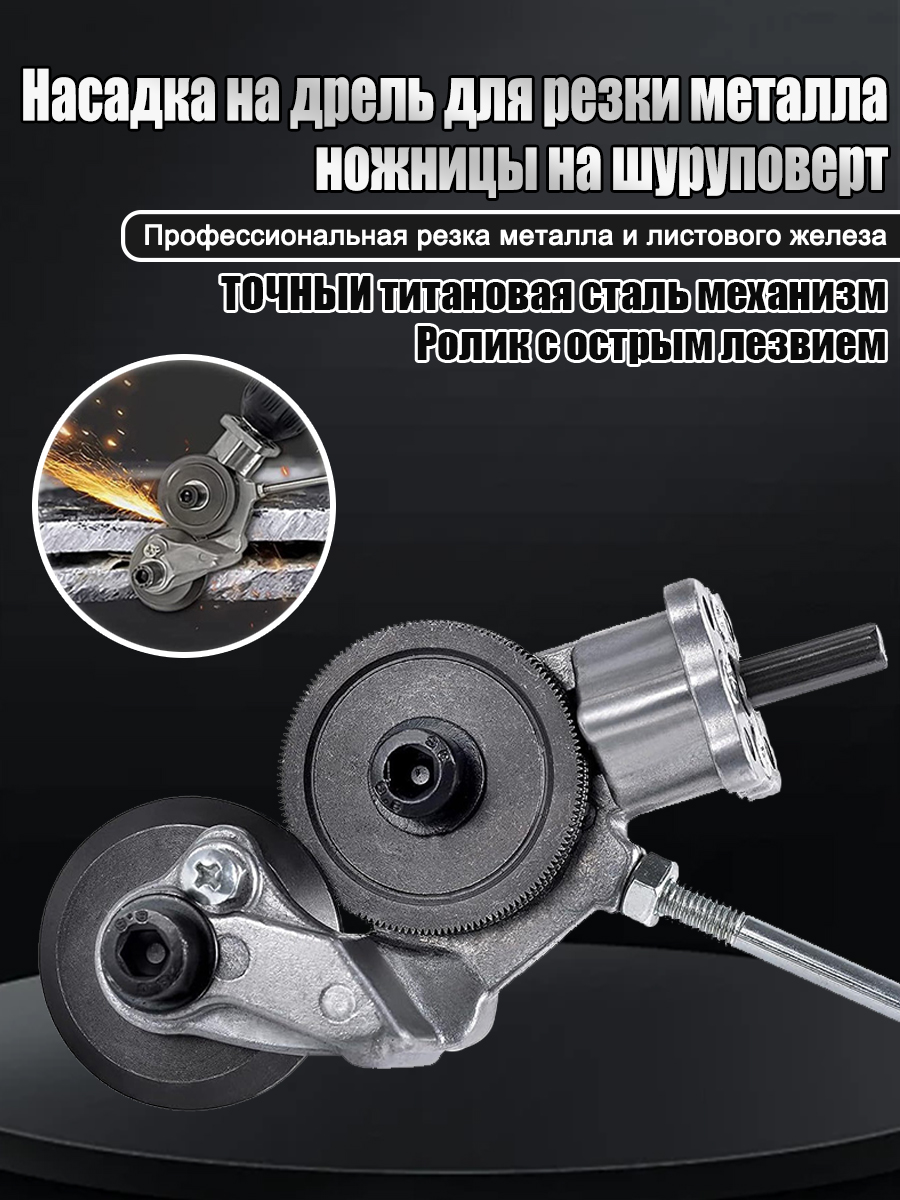 Насадка на дрель для резки металла
ножницы на шуруповерт
Профессиональная резка металла и листового железа
ТОЧНЫЙ титановая сталь механизм
Ролик с острым лезвием